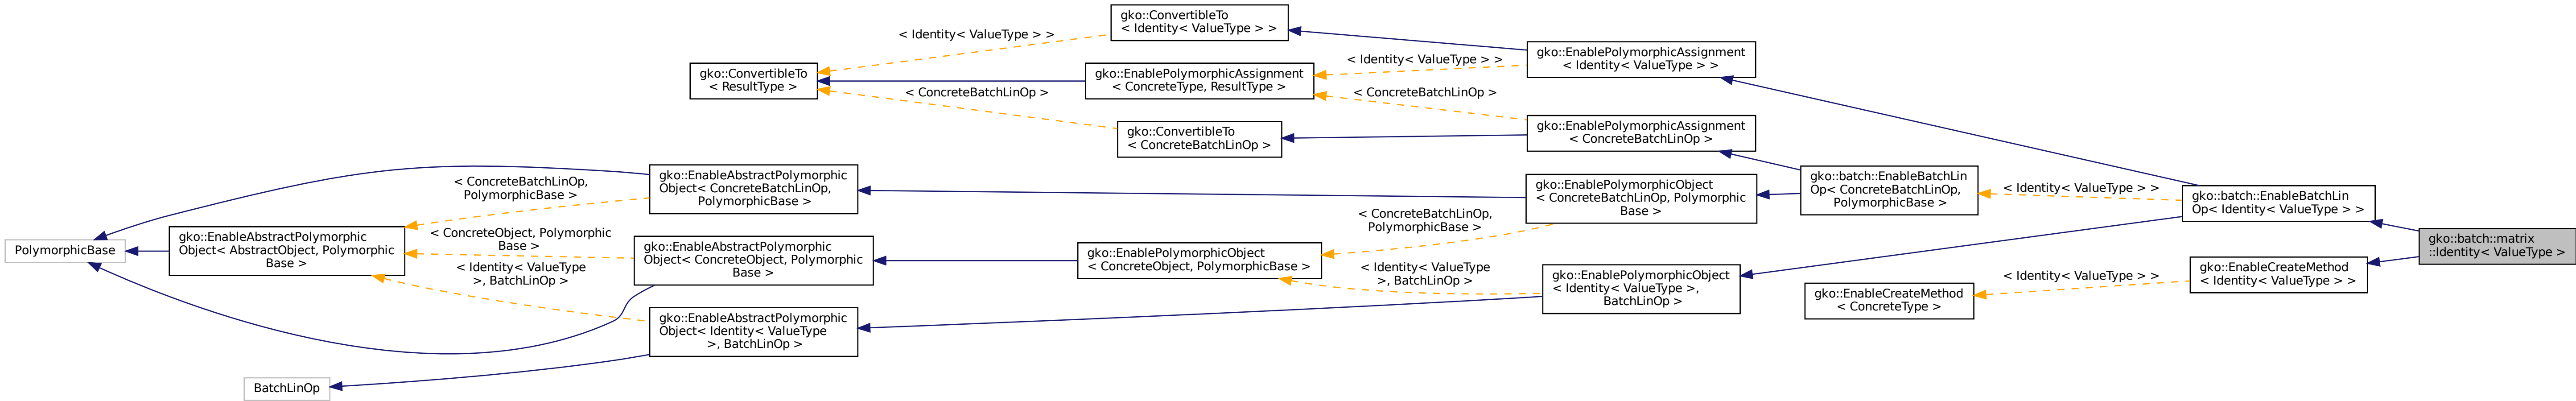 gko::ConvertibleTo
< Identity< ValueType > >
< Identity< ValueType > >
gko::ConvertibleTo
< ResultType >
gko::EnablePolymorphicAssignment
< ConcreteType, ResultType >
< Identity< ValueType > >
gko::EnablePolymorphicAssignment
< Identity< ValueType > >
< ConcreteBatchLinOp >
< ConcreteBatchLinOp >
gko::ConvertibleTo
< ConcreteBatchLinOp >
gko::EnablePolymorphicAssignment
< ConcreteBatchLinOp >
gko::EnableAbstractPolymorphic
Object< ConcreteBatchLinOp,
PolymorphicBase >
< ConcreteBatchLinOp,
PolymorphicBase >
gko::EnablePolymorphicObject
< ConcreteBatchLinOp, Polymorphic
Base >
gko::batch::EnableBatchLin
Op< ConcreteBatchLinOp,
PolymorphicBase >
< Identity< ValueType > >
gko::batch::EnableBatchLin
Op< Identity< ValueType > >
gko::batch::matrix
::Identity< ValueType >
PolymorphicBase
gko::EnableAbstractPolymorphic
Object< AbstractObject, Polymorphic
Base >
< ConcreteObject, Polymorphic
Base >
gko::EnableAbstractPolymorphic
Object< ConcreteObject, Polymorphic
Base >
gko::EnablePolymorphicObject
< ConcreteObject, PolymorphicBase >
< ConcreteBatchLinOp,
PolymorphicBase >
< Identity< ValueType
>, BatchLinOp >
< Identity< ValueType
>, BatchLinOp >
gko::EnablePolymorphicObject
< Identity< ValueType >,
BatchLinOp >
gko::EnableCreateMethod
< ConcreteType >
< Identity< ValueType > >
gko::EnableCreateMethod
< Identity< ValueType > >
gko::EnableAbstractPolymorphic
Object< Identity< ValueType
>, BatchLinOp >
BatchLinOp